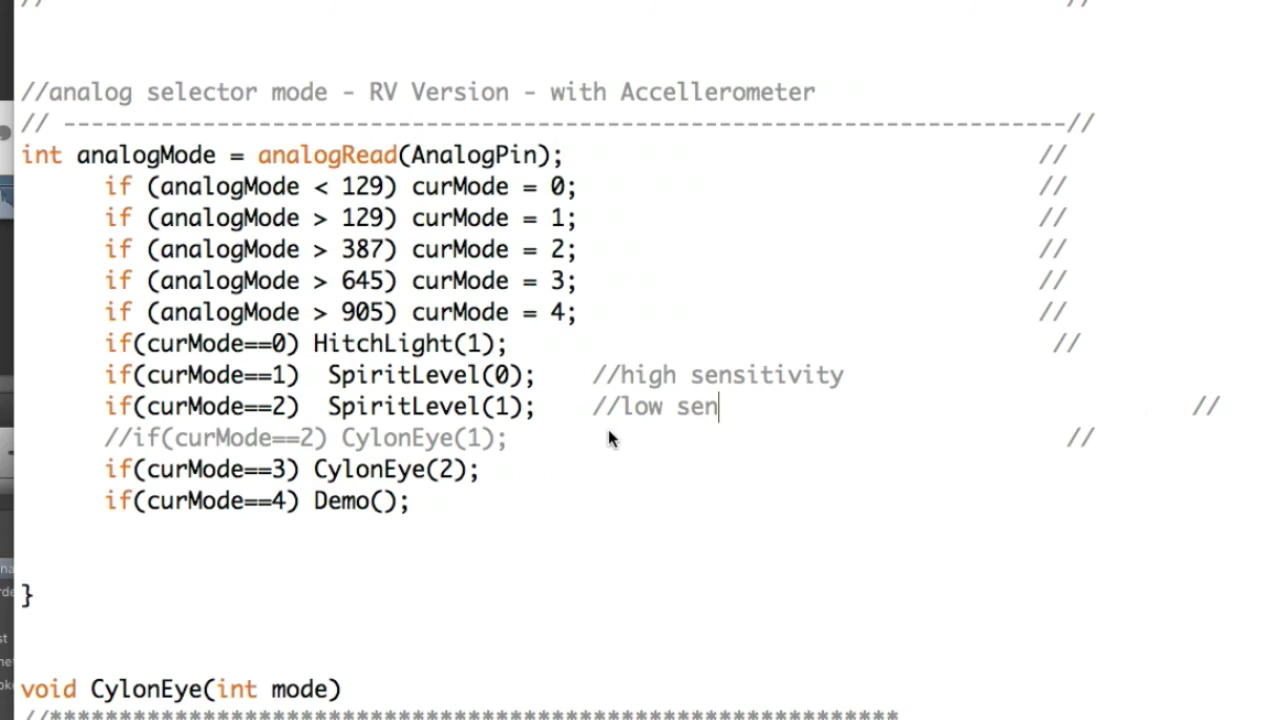 // //
//analog selector mode - RV Version - with Accellerometer
// ------------------------------------------------------------------------//
int analogMode = analogRead(AnalogPin); //
if (analogMode < 129) curMode = 0; //
if (analogMode > 129) curMode = 1; //
if (analogMode > 387) curMode = 2; //
if (analogMode > 645) curMode = 3; //
if (analogMode > 905) curMode = 4; //
if(curMode==0) HitchLight(1); //
if(curMode==1)  SpiritLevel(0); //high sensitivity
if(curMode==2)  SpiritLevel(1); //low sen //
//if(curMode==2) CylonEye(1); //
if(curMode==3) CylonEye(2);
if(curMode==4) Demo();
}
void CylonEye(int mode)
//*************************************************************